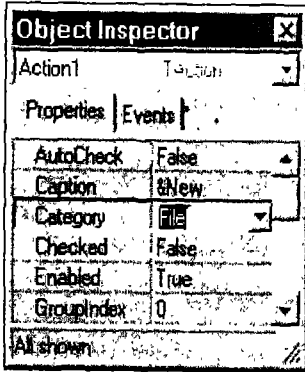 Object Inspector
Action1 TAction
Properties Events
AutoCheck False
Caption &New
Category File
Checked False
Enabled True
GroupIndex 0
All shown